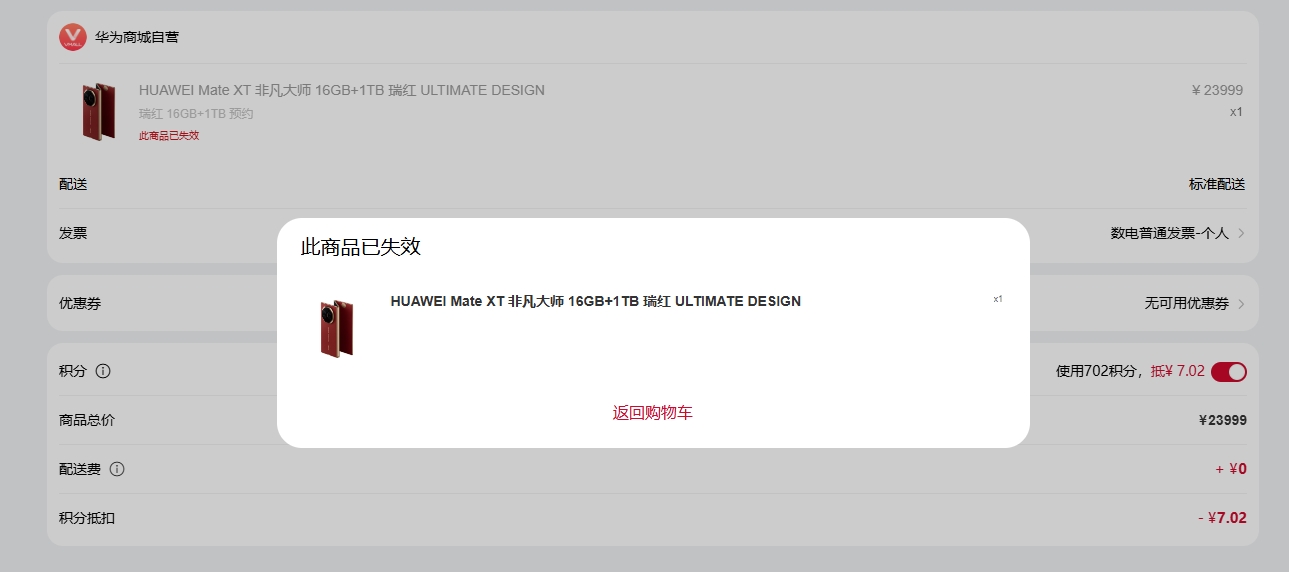 华为商城自营
HUAWEI Mate XT 非凡大师 16GB+1TB 瑞红 ULTIMATE DESIGN
¥ 23999
瑞红 16GB+1TB 预约
x1
此商品已失效
配送
标准配送
发票
数电普通发票-个人
此商品已失效
HUAWEI Mate XT 非凡大师 16GB+1TB 瑞红 ULTIMATE DESIGN
x1
返回购物车
优惠券
无可用优惠券
积分
使用702积分，抵¥ 7.02
商品总价
¥23999
配送费
+ ¥0
积分抵扣
- ¥7.02